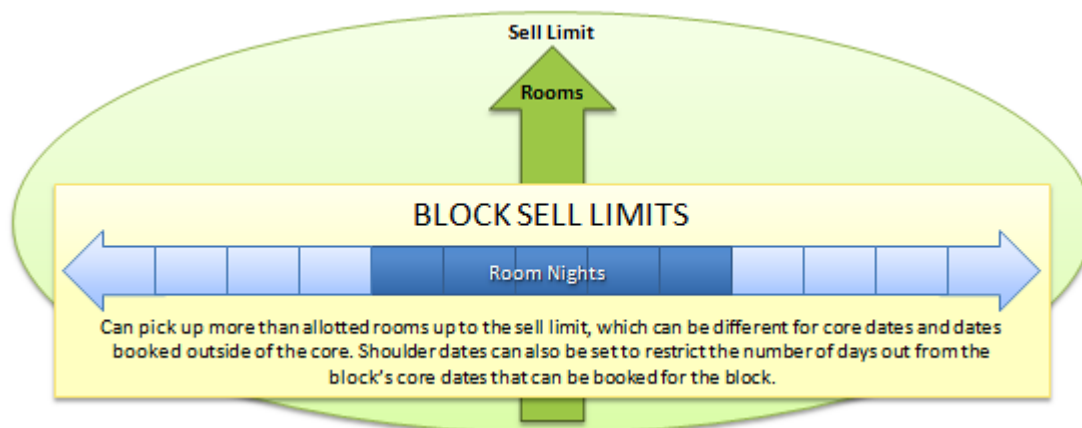 Sell Limit
Rooms
BLOCK SELL LIMITS
Room Nights
Can pick up more than allotted rooms up to the sell limit, which can be different for core dates and dates
booked outside of the core. Shoulder dates can also be set to restrict the number of days out from the
block's core dates that can be booked for the block.